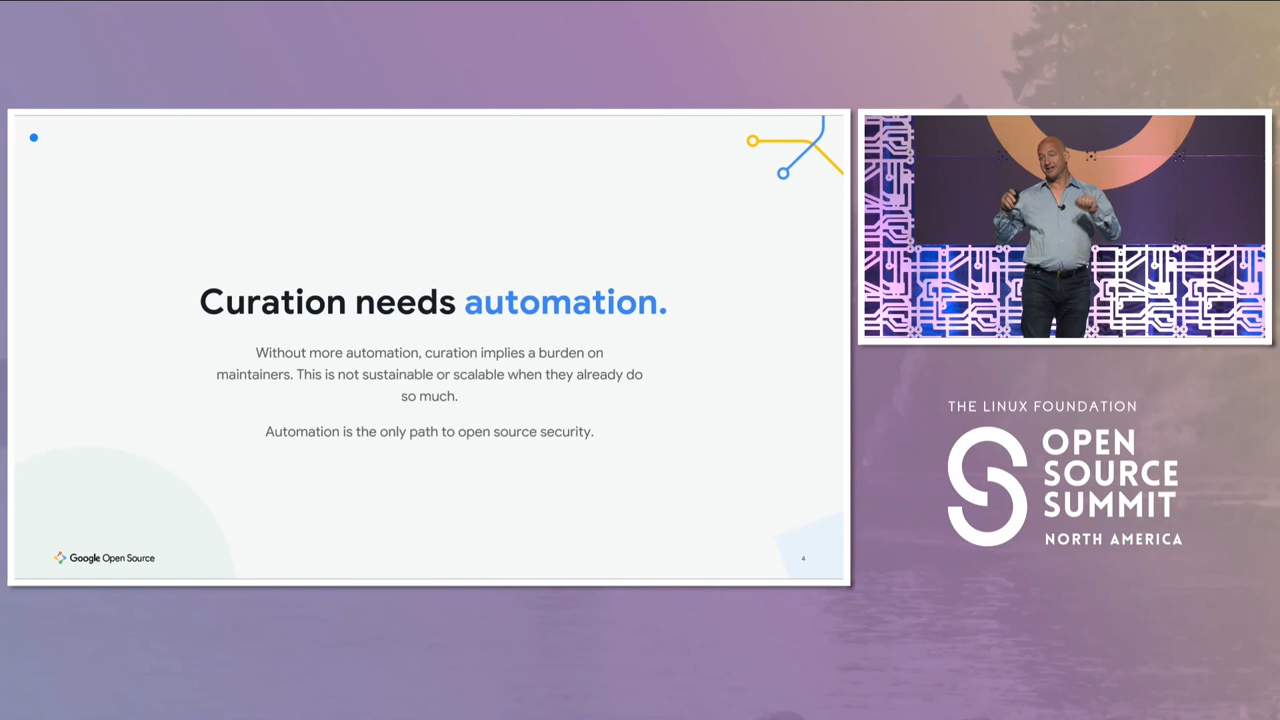 Curation needs automation.
Without more automation, curation implies a burden on
maintainers. This is not sustainable or scalable when they already do
so much.
Automation is the only path to open source security.
Google Open Source
4
THE LINUX FOUNDATION
OPEN
SOURCE
SUMMIT
NORTH AMERICA